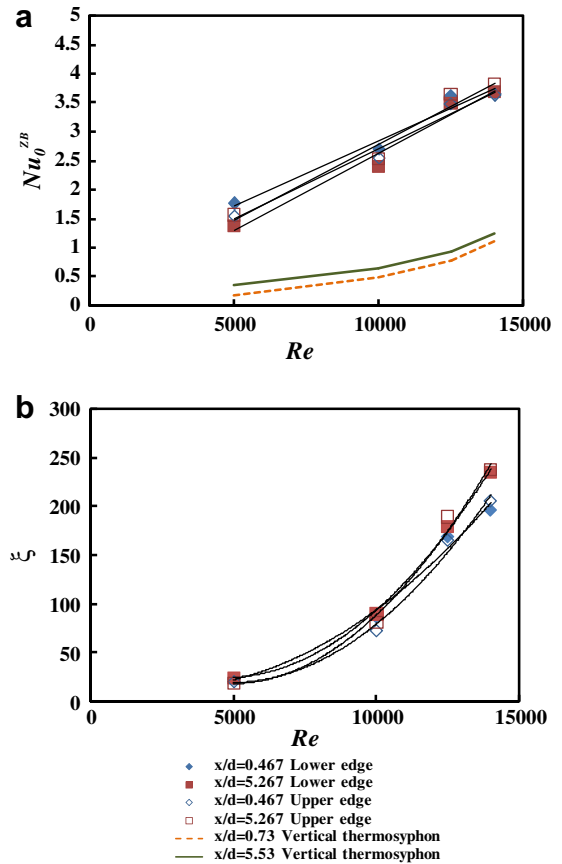 a
5
4.5
4
3.5
3
2.5
2
1.5
1
0.5
0
Nu₀ᶻᴮ
0 5000 10000 15000
Re
b
300
250
200
150
100
50
0
ξ
0 5000 10000 15000
Re
x/d=0.467 Lower edge
x/d=5.267 Lower edge
x/d=0.467 Upper edge
x/d=5.267 Upper edge
x/d=0.73 Vertical thermosyphon
x/d=5.53 Vertical thermosyphon